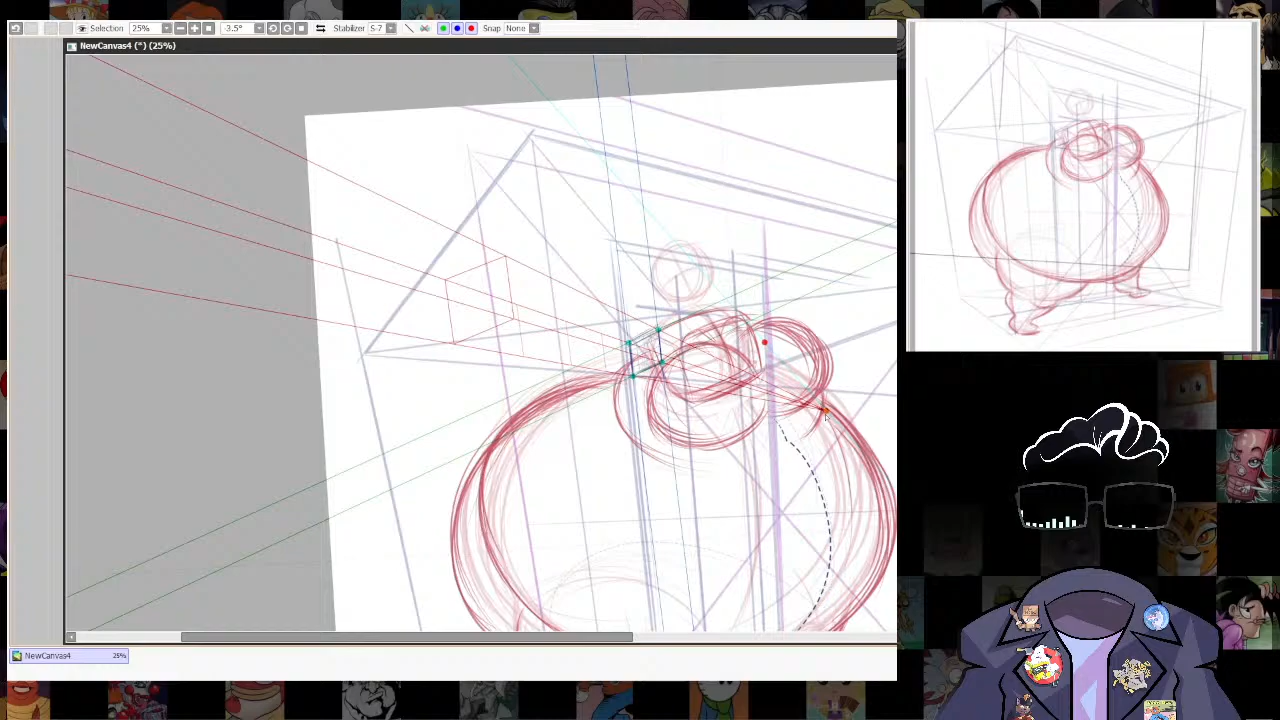 Selection 25% -3.5° Stabilizer S-7 Snap None
NewCanvas4 (*) (25%)
NewCanvas4 25%